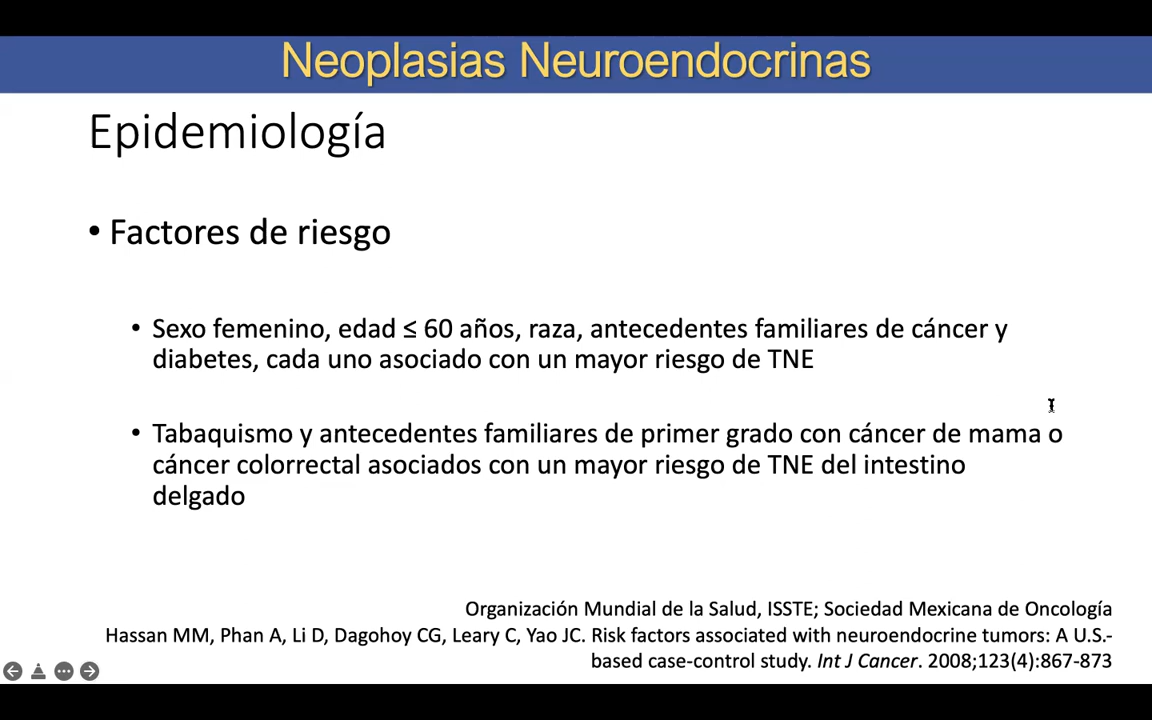 Neoplasias Neuroendocrinas
Epidemiología
• Factores de riesgo
• Sexo femenino, edad ≤ 60 años, raza, antecedentes familiares de cáncer y
diabetes, cada uno asociado con un mayor riesgo de TNE
• Tabaquismo y antecedentes familiares de primer grado con cáncer de mama o
cáncer colorrectal asociados con un mayor riesgo de TNE del intestino
delgado
Organización Mundial de la Salud, ISSTE; Sociedad Mexicana de Oncología
Hassan MM, Phan A, Li D, Dagohoy CG, Leary C, Yao JC. Risk factors associated with neuroendocrine tumors: A U.S.-
based case-control study. Int J Cancer. 2008;123(4):867-873